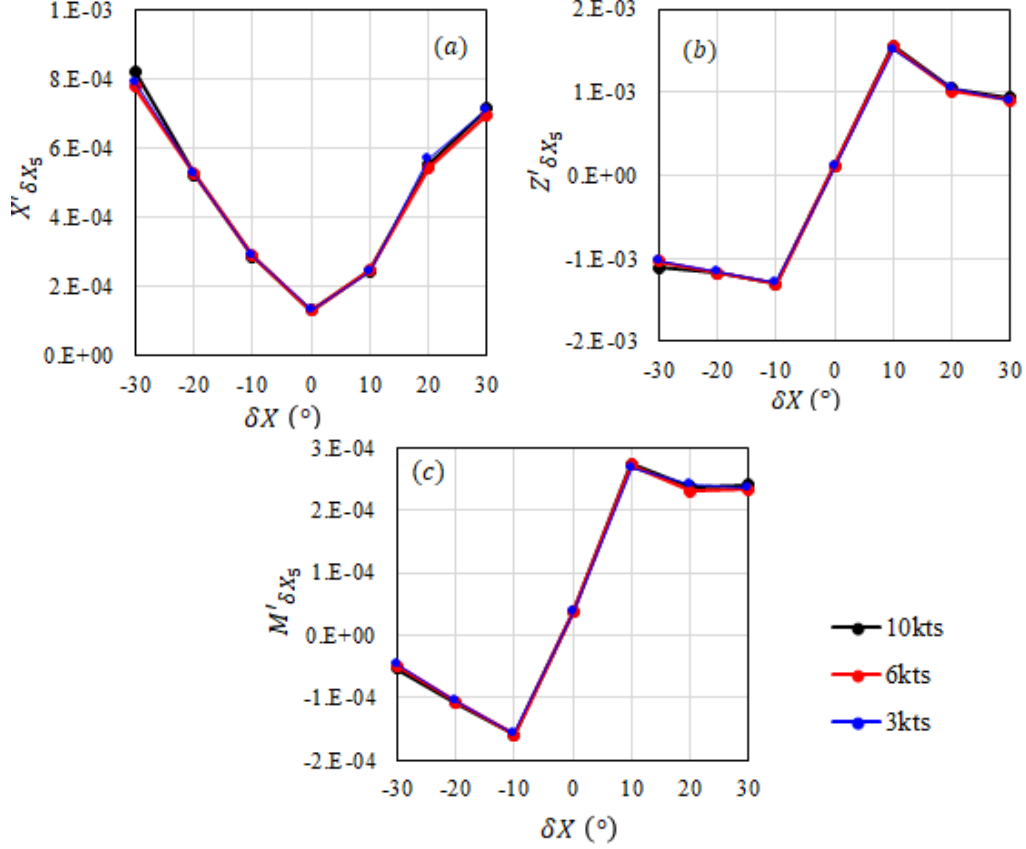 1.E-03
8.E-04
6.E-04
4.E-04
2.E-04
0.E+00
X'δX₅
(a)
-30 -20 -10 0 10 20 30
δX (°)
2.E-03
1.E-03
0.E+00
-1.E-03
-2.E-03
Z'δX₅
(b)
-30 -20 -10 0 10 20 30
δX (°)
3.E-04
2.E-04
1.E-04
0.E+00
-1.E-04
-2.E-04
M'δX₅
(c)
-30 -20 -10 0 10 20 30
δX (°)
10kts
6kts
3kts